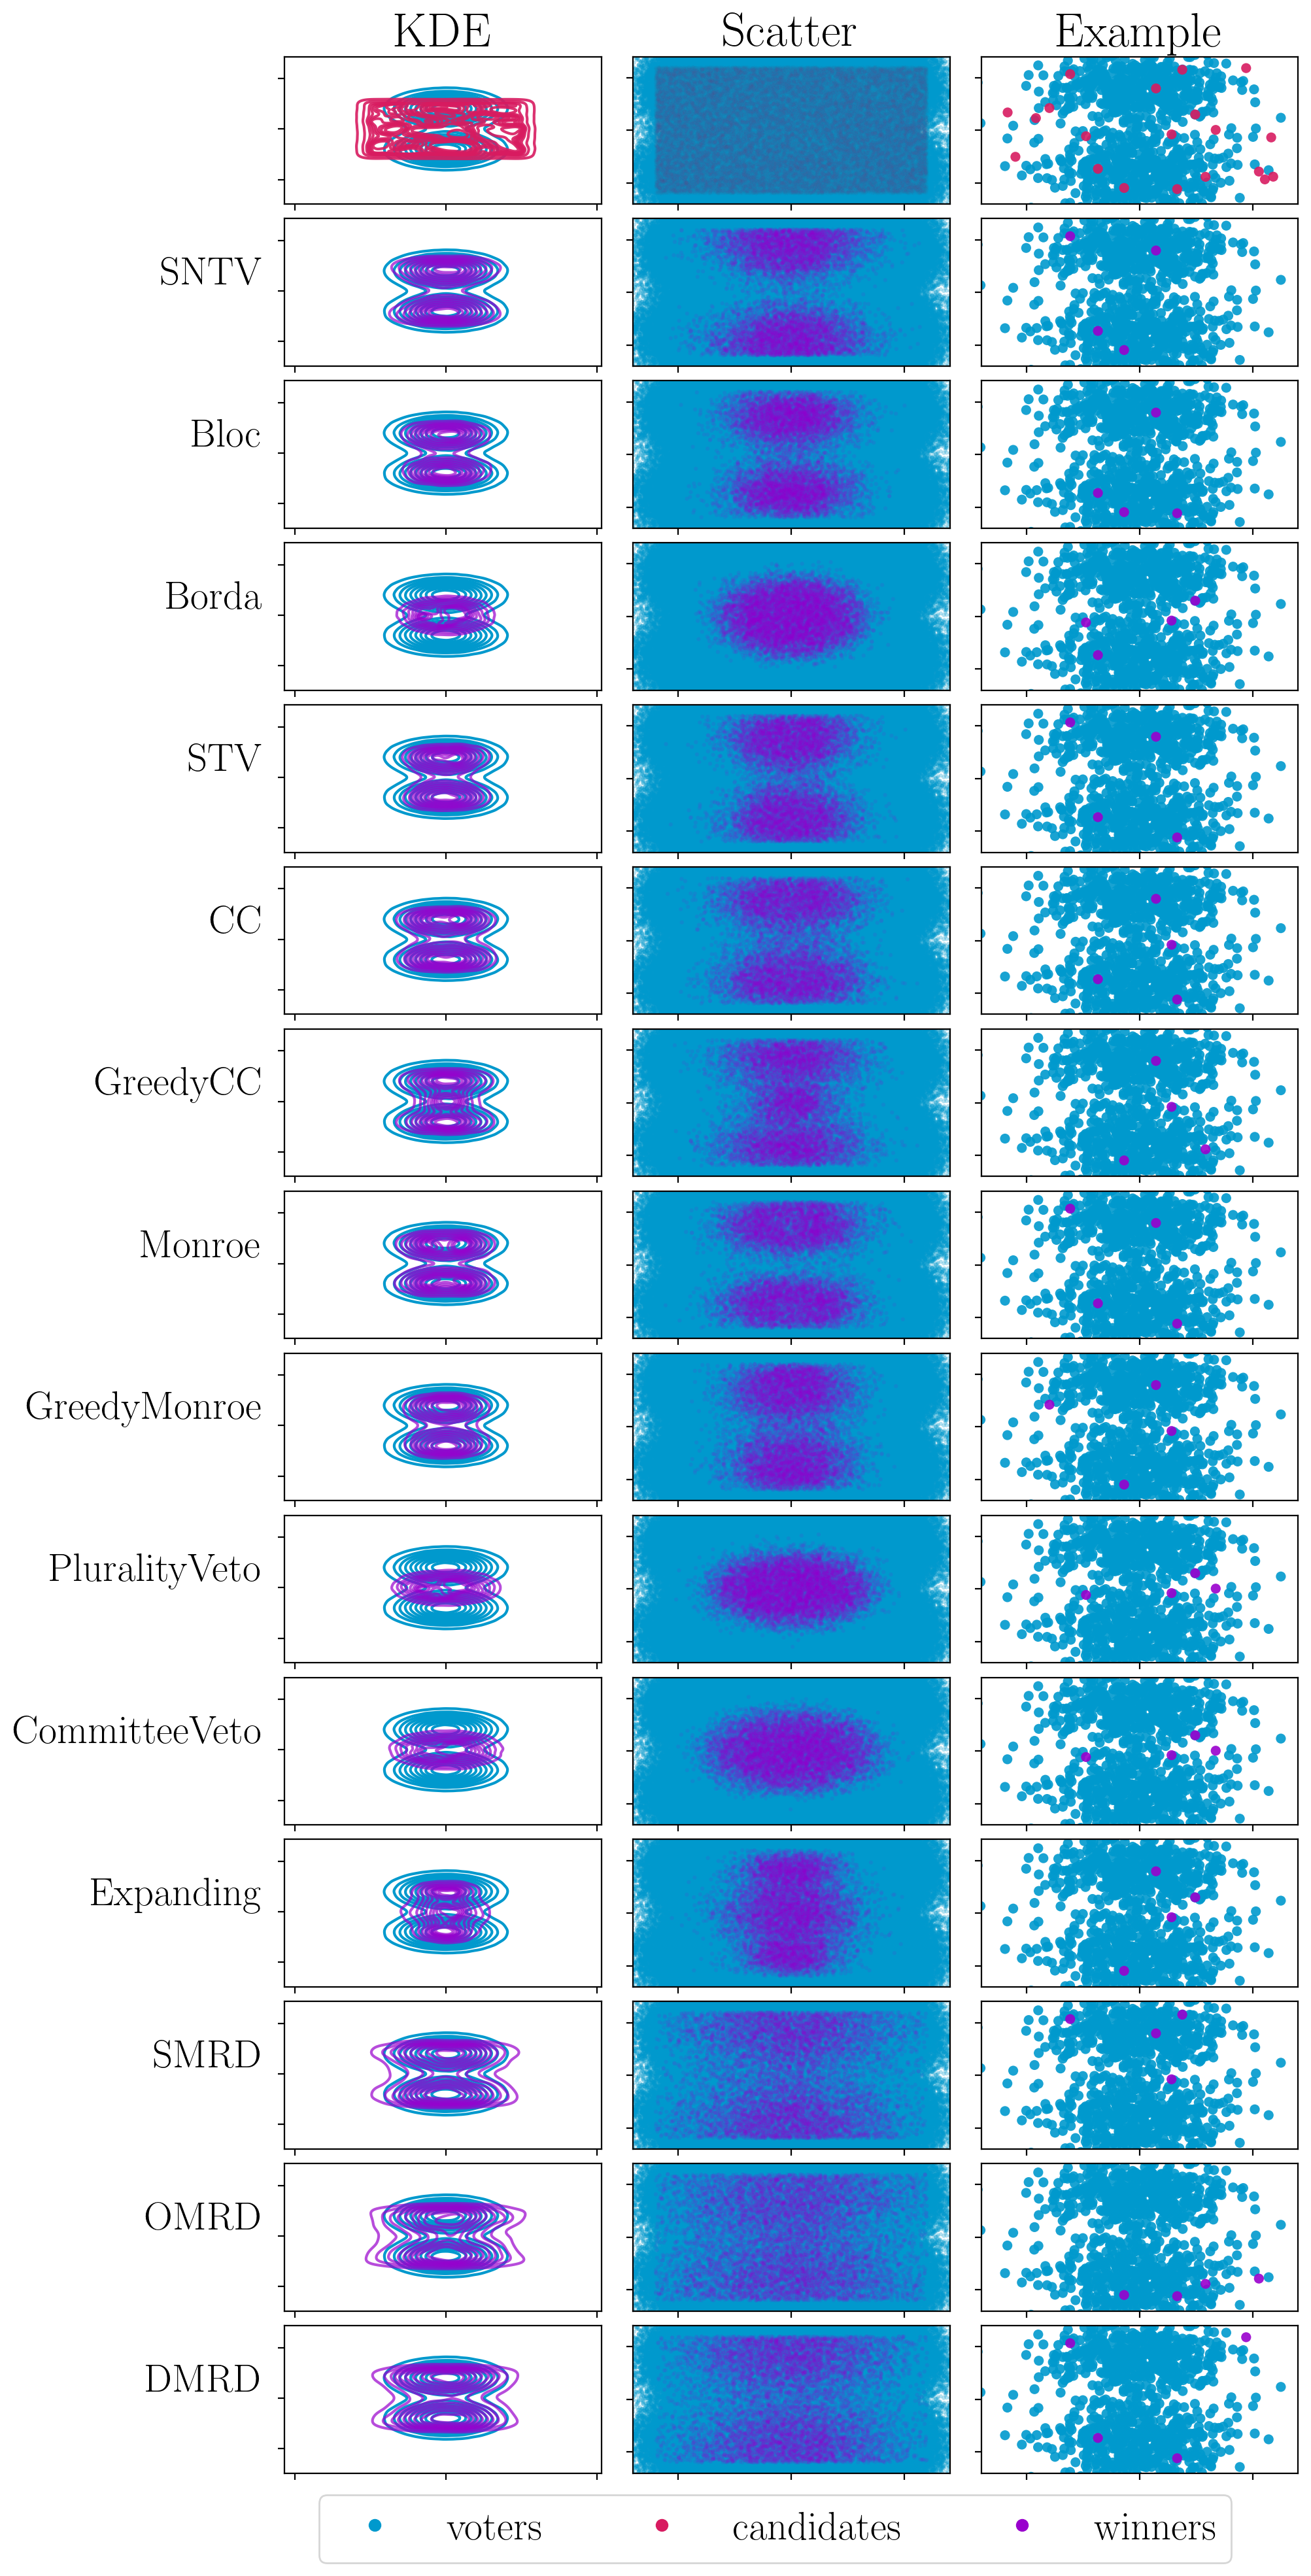 KDE Scatter Example
SNTV
Bloc
Borda
STV
CC
GreedyCC
Monroe
GreedyMonroe
PluralityVeto
CommitteeVeto
Expanding
SMRD
OMRD
DMRD
voters candidates winners